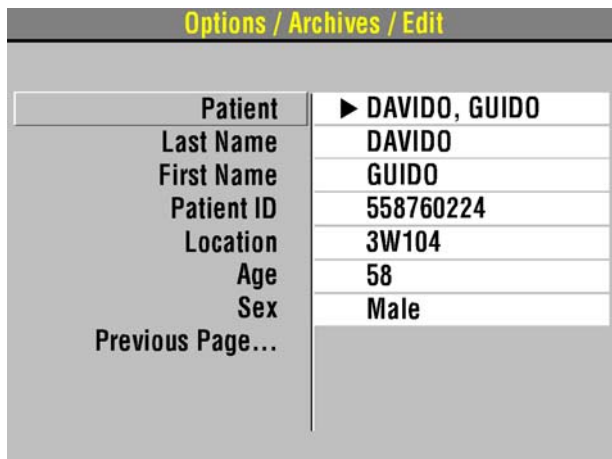 Options / Archives / Edit
Patient ▶ DAVIDO, GUIDO
Last Name DAVIDO
First Name GUIDO
Patient ID 558760224
Location 3W104
Age 58
Sex Male
Previous Page...